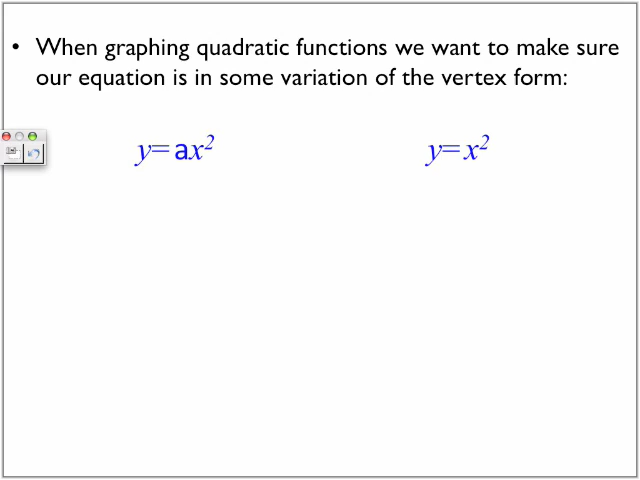 • When graphing quadratic functions we want to make sure
our equation is in some variation of the vertex form:
y=ax²
y=x²